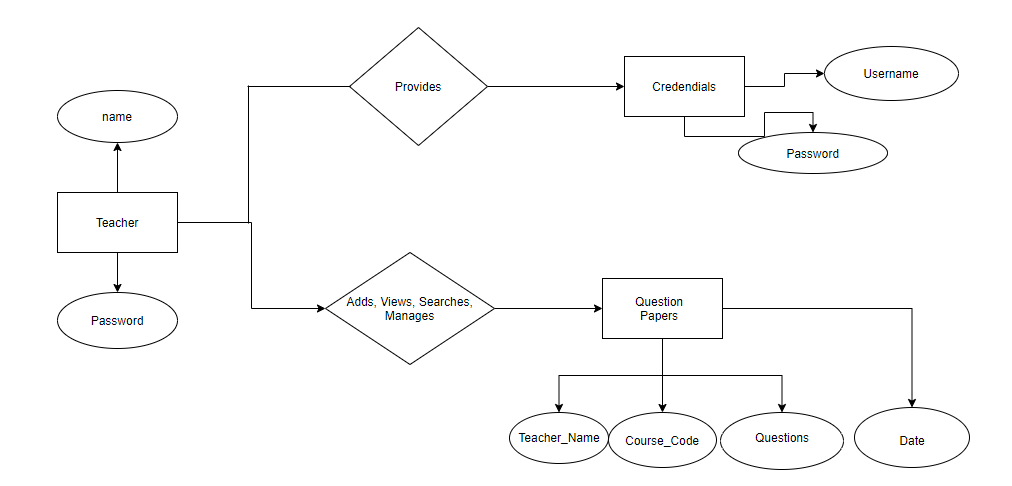 Provides
Credendials
Username
name
Password
Teacher
Adds, Views, Searches,
Manages
Question
Papers
Password
Teacher_Name
Course_Code
Questions
Date